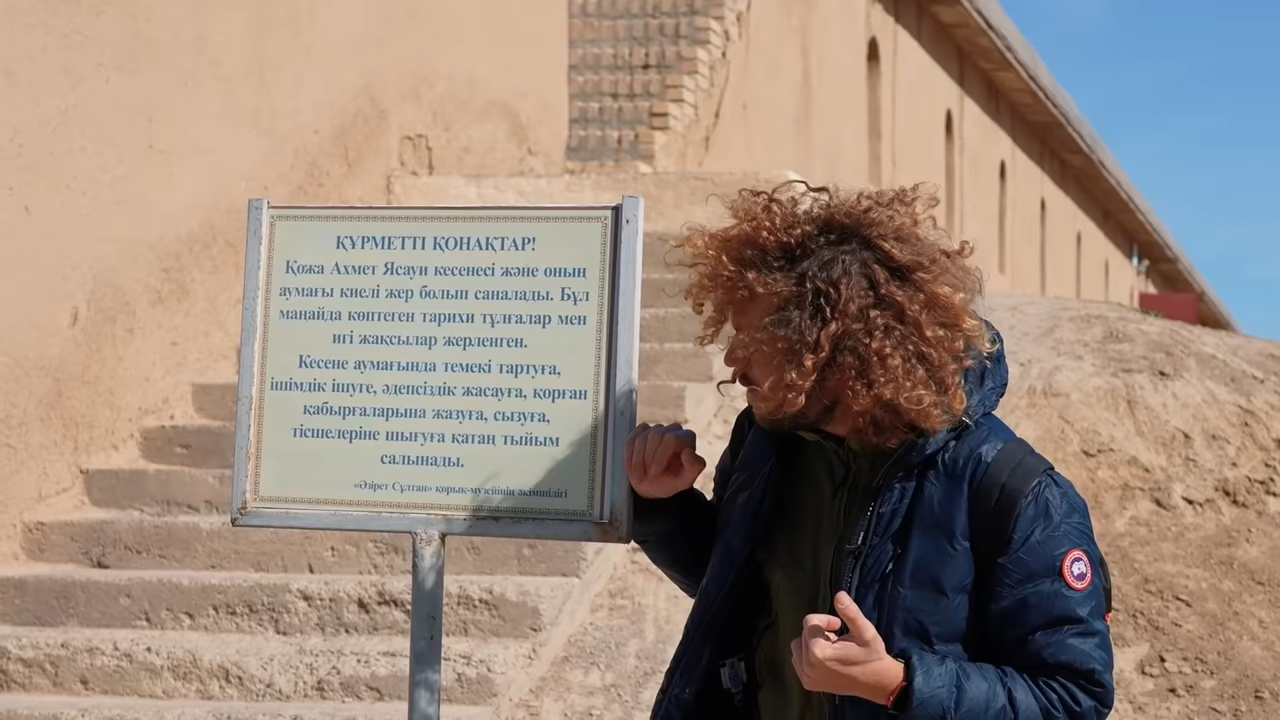 ҚҰРМЕТТІ ҚОНАҚТАР!
Қожа Ахмет Ясауи кесенесі және оның
аумағы киелі жер болып саналады. Бұл
маңайда көптеген тарихи тұлғалар мен
игі жақсылар жерленген.
Кесене аумағында темекі тартуға,
ішімдік ішуге, әдепсіздік жасауға, қорған
қабырғаларына жазуға, сызуға,
тісшелеріне шығуға қатаң тыйым
салынады.
«Әзірет Сұлтан» қорық-музейінің әкімшілігі